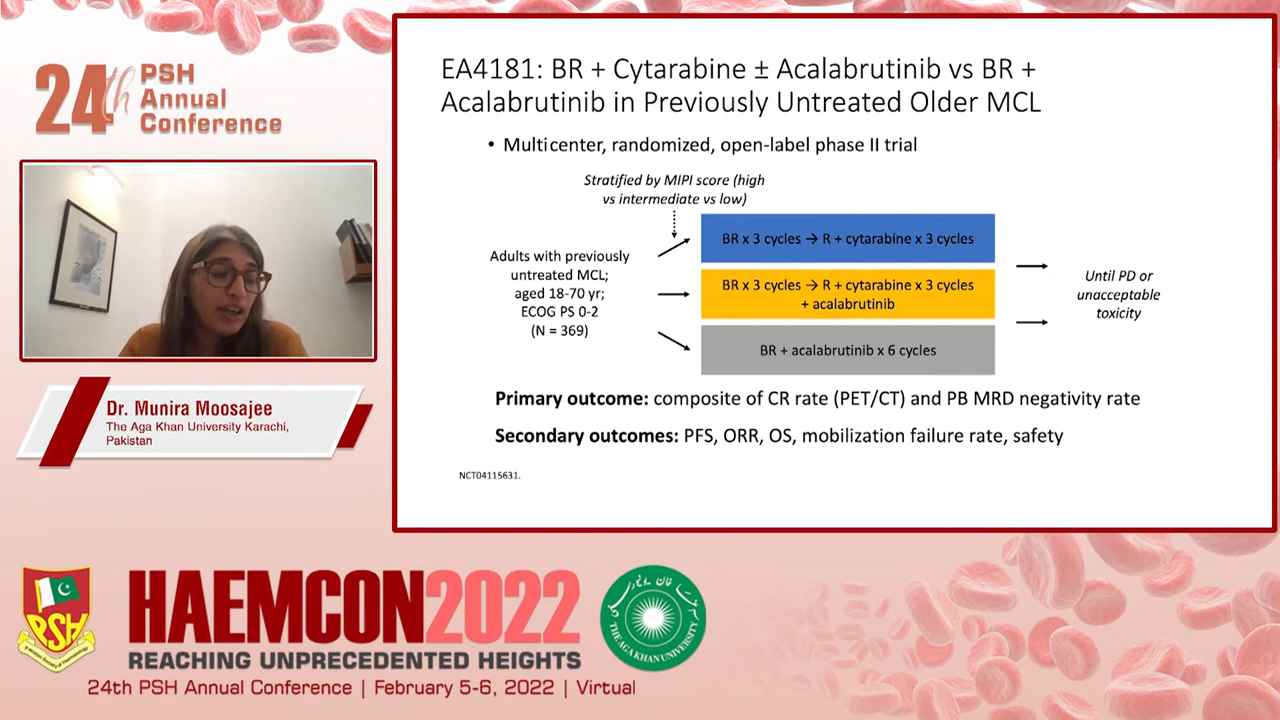 24th PSH
Annual
Conference
EA4181: BR + Cytarabine ± Acalabrutinib vs BR +
Acalabrutinib in Previously Untreated Older MCL
• Multicenter, randomized, open-label phase II trial
Stratified by MIPI score (high
vs intermediate vs low)
Adults with previously
untreated MCL;
aged 18-70 yr;
ECOG PS 0-2
(N = 369)
BR x 3 cycles → R + cytarabine x 3 cycles
BR x 3 cycles → R + cytarabine x 3 cycles
+ acalabrutinib
BR + acalabrutinib x 6 cycles
Until PD or
unacceptable
toxicity
Primary outcome: composite of CR rate (PET/CT) and PB MRD negativity rate
Secondary outcomes: PFS, ORR, OS, mobilization failure rate, safety
NCT04115631.
Dr. Munira Moosajee
The Aga Khan University Karachi,
Pakistan
PSH
HAEMCON2022
REACHING UNPRECEDENTED HEIGHTS
24th PSH Annual Conference | February 5-6, 2022 | Virtual
THE AGA KHAN UNIVERSITY